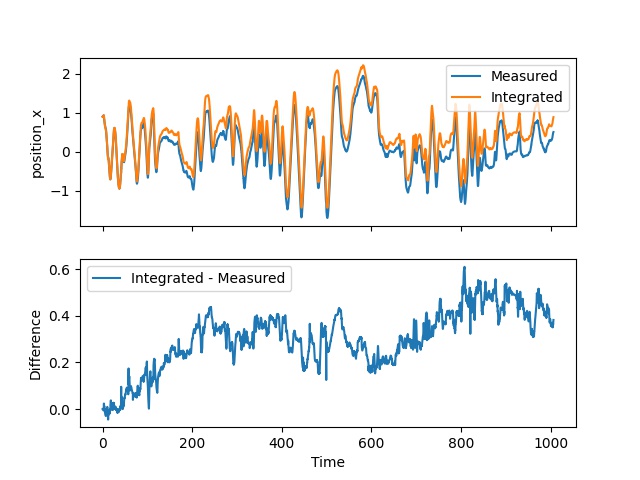 2
1
0
−1
position_x
Measured
Integrated
0.6
0.4
0.2
0.0
Difference
Integrated - Measured
0 200 400 600 800 1000
Time